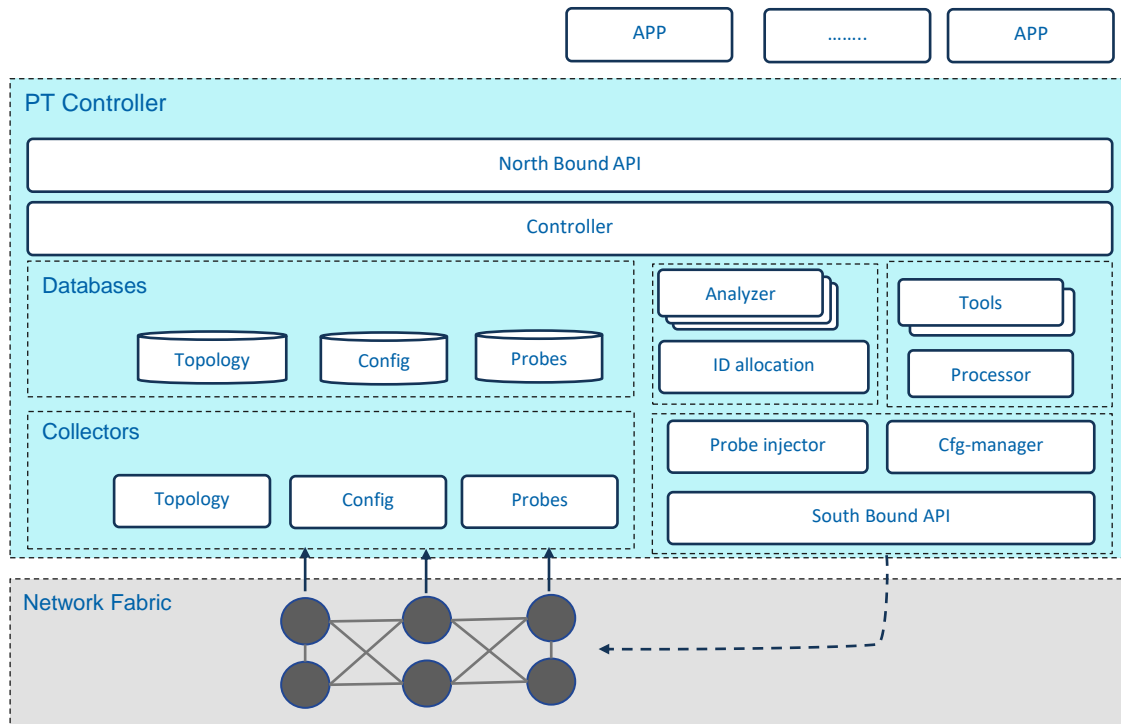 APP
........
APP
PT Controller
North Bound API
Controller
Databases
Topology
Config
Probes
Analyzer
ID allocation
Tools
Processor
Collectors
Topology
Config
Probes
Probe injector
Cfg-manager
South Bound API
Network Fabric